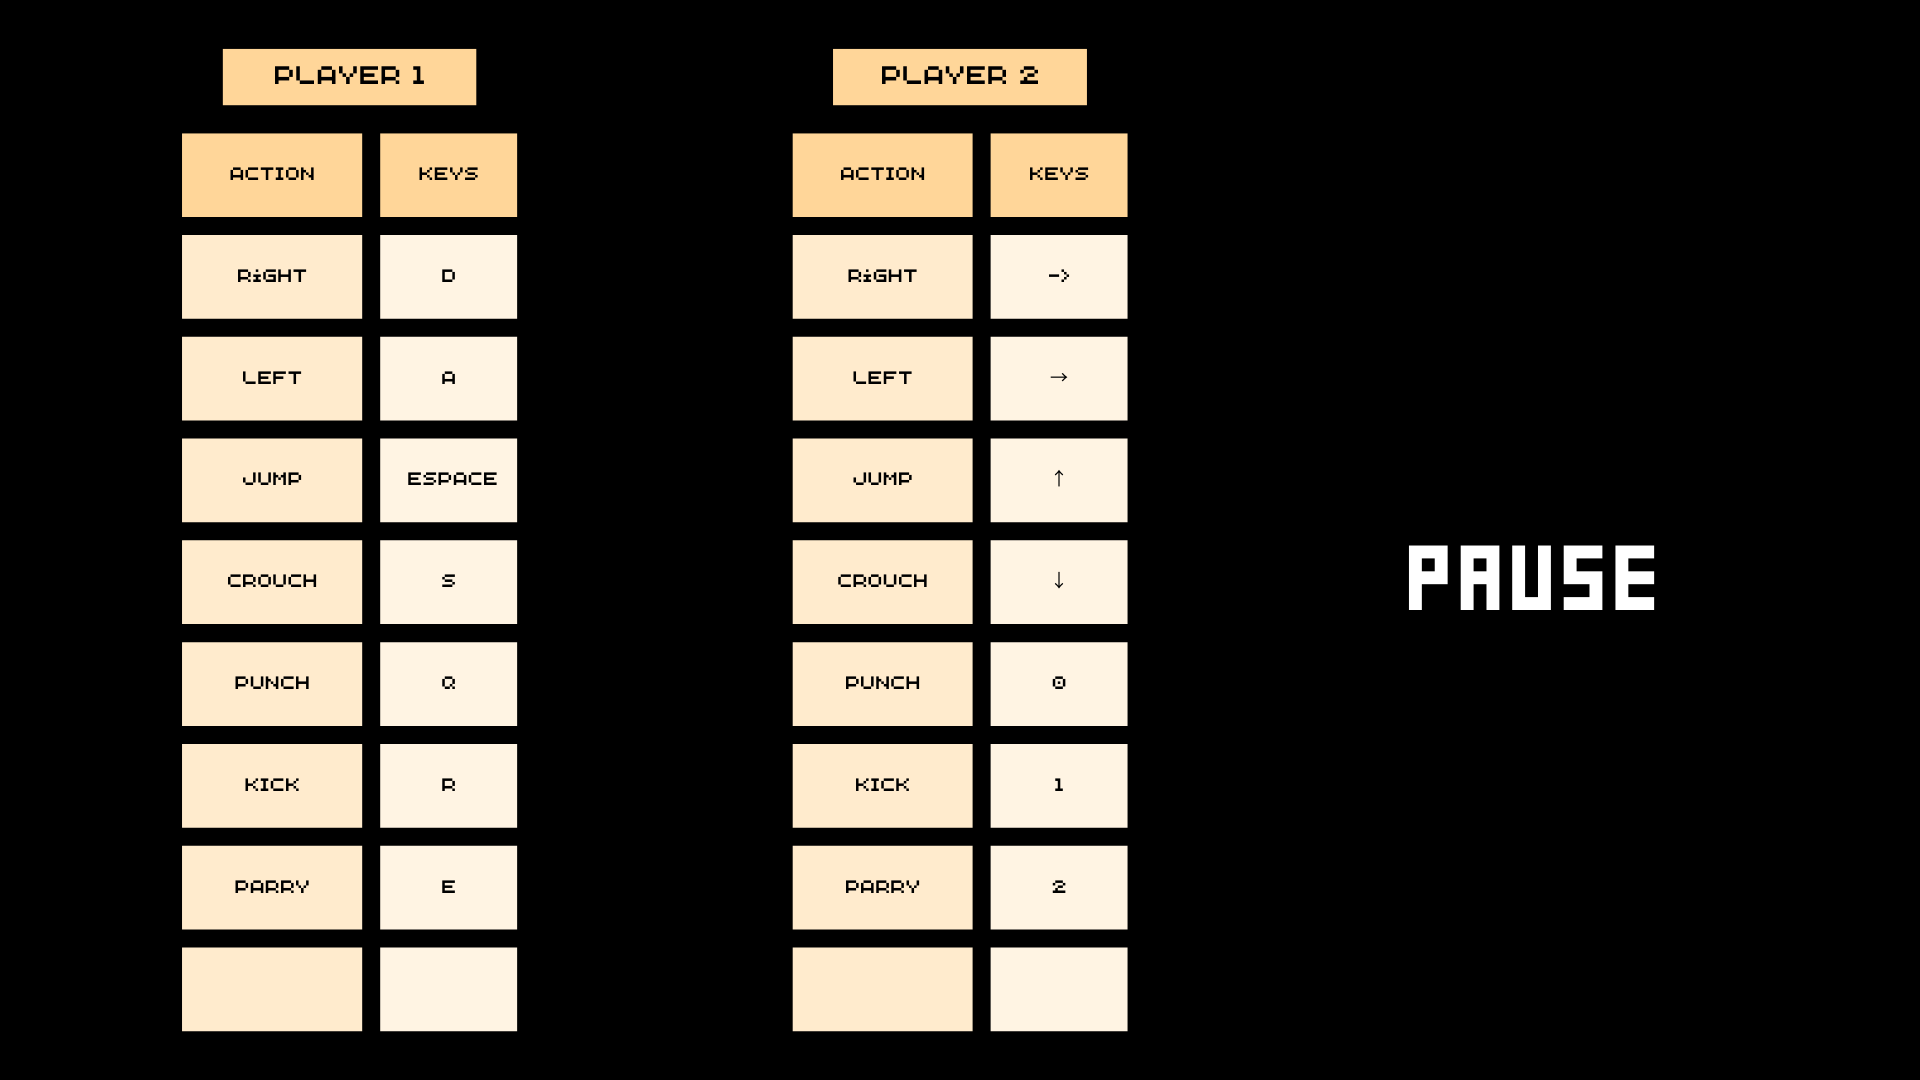 PLAYER 1
ACTION KEYS
RiGHT D
LEFT A
JUMP ESPACE
CROUCH S
PUNCH Q
KICK R
PARRY E
PLAYER 2
ACTION KEYS
RiGHT ->
LEFT →
JUMP ↑
CROUCH ↓
PUNCH 0
KICK 1
PARRY 2
PAUSE